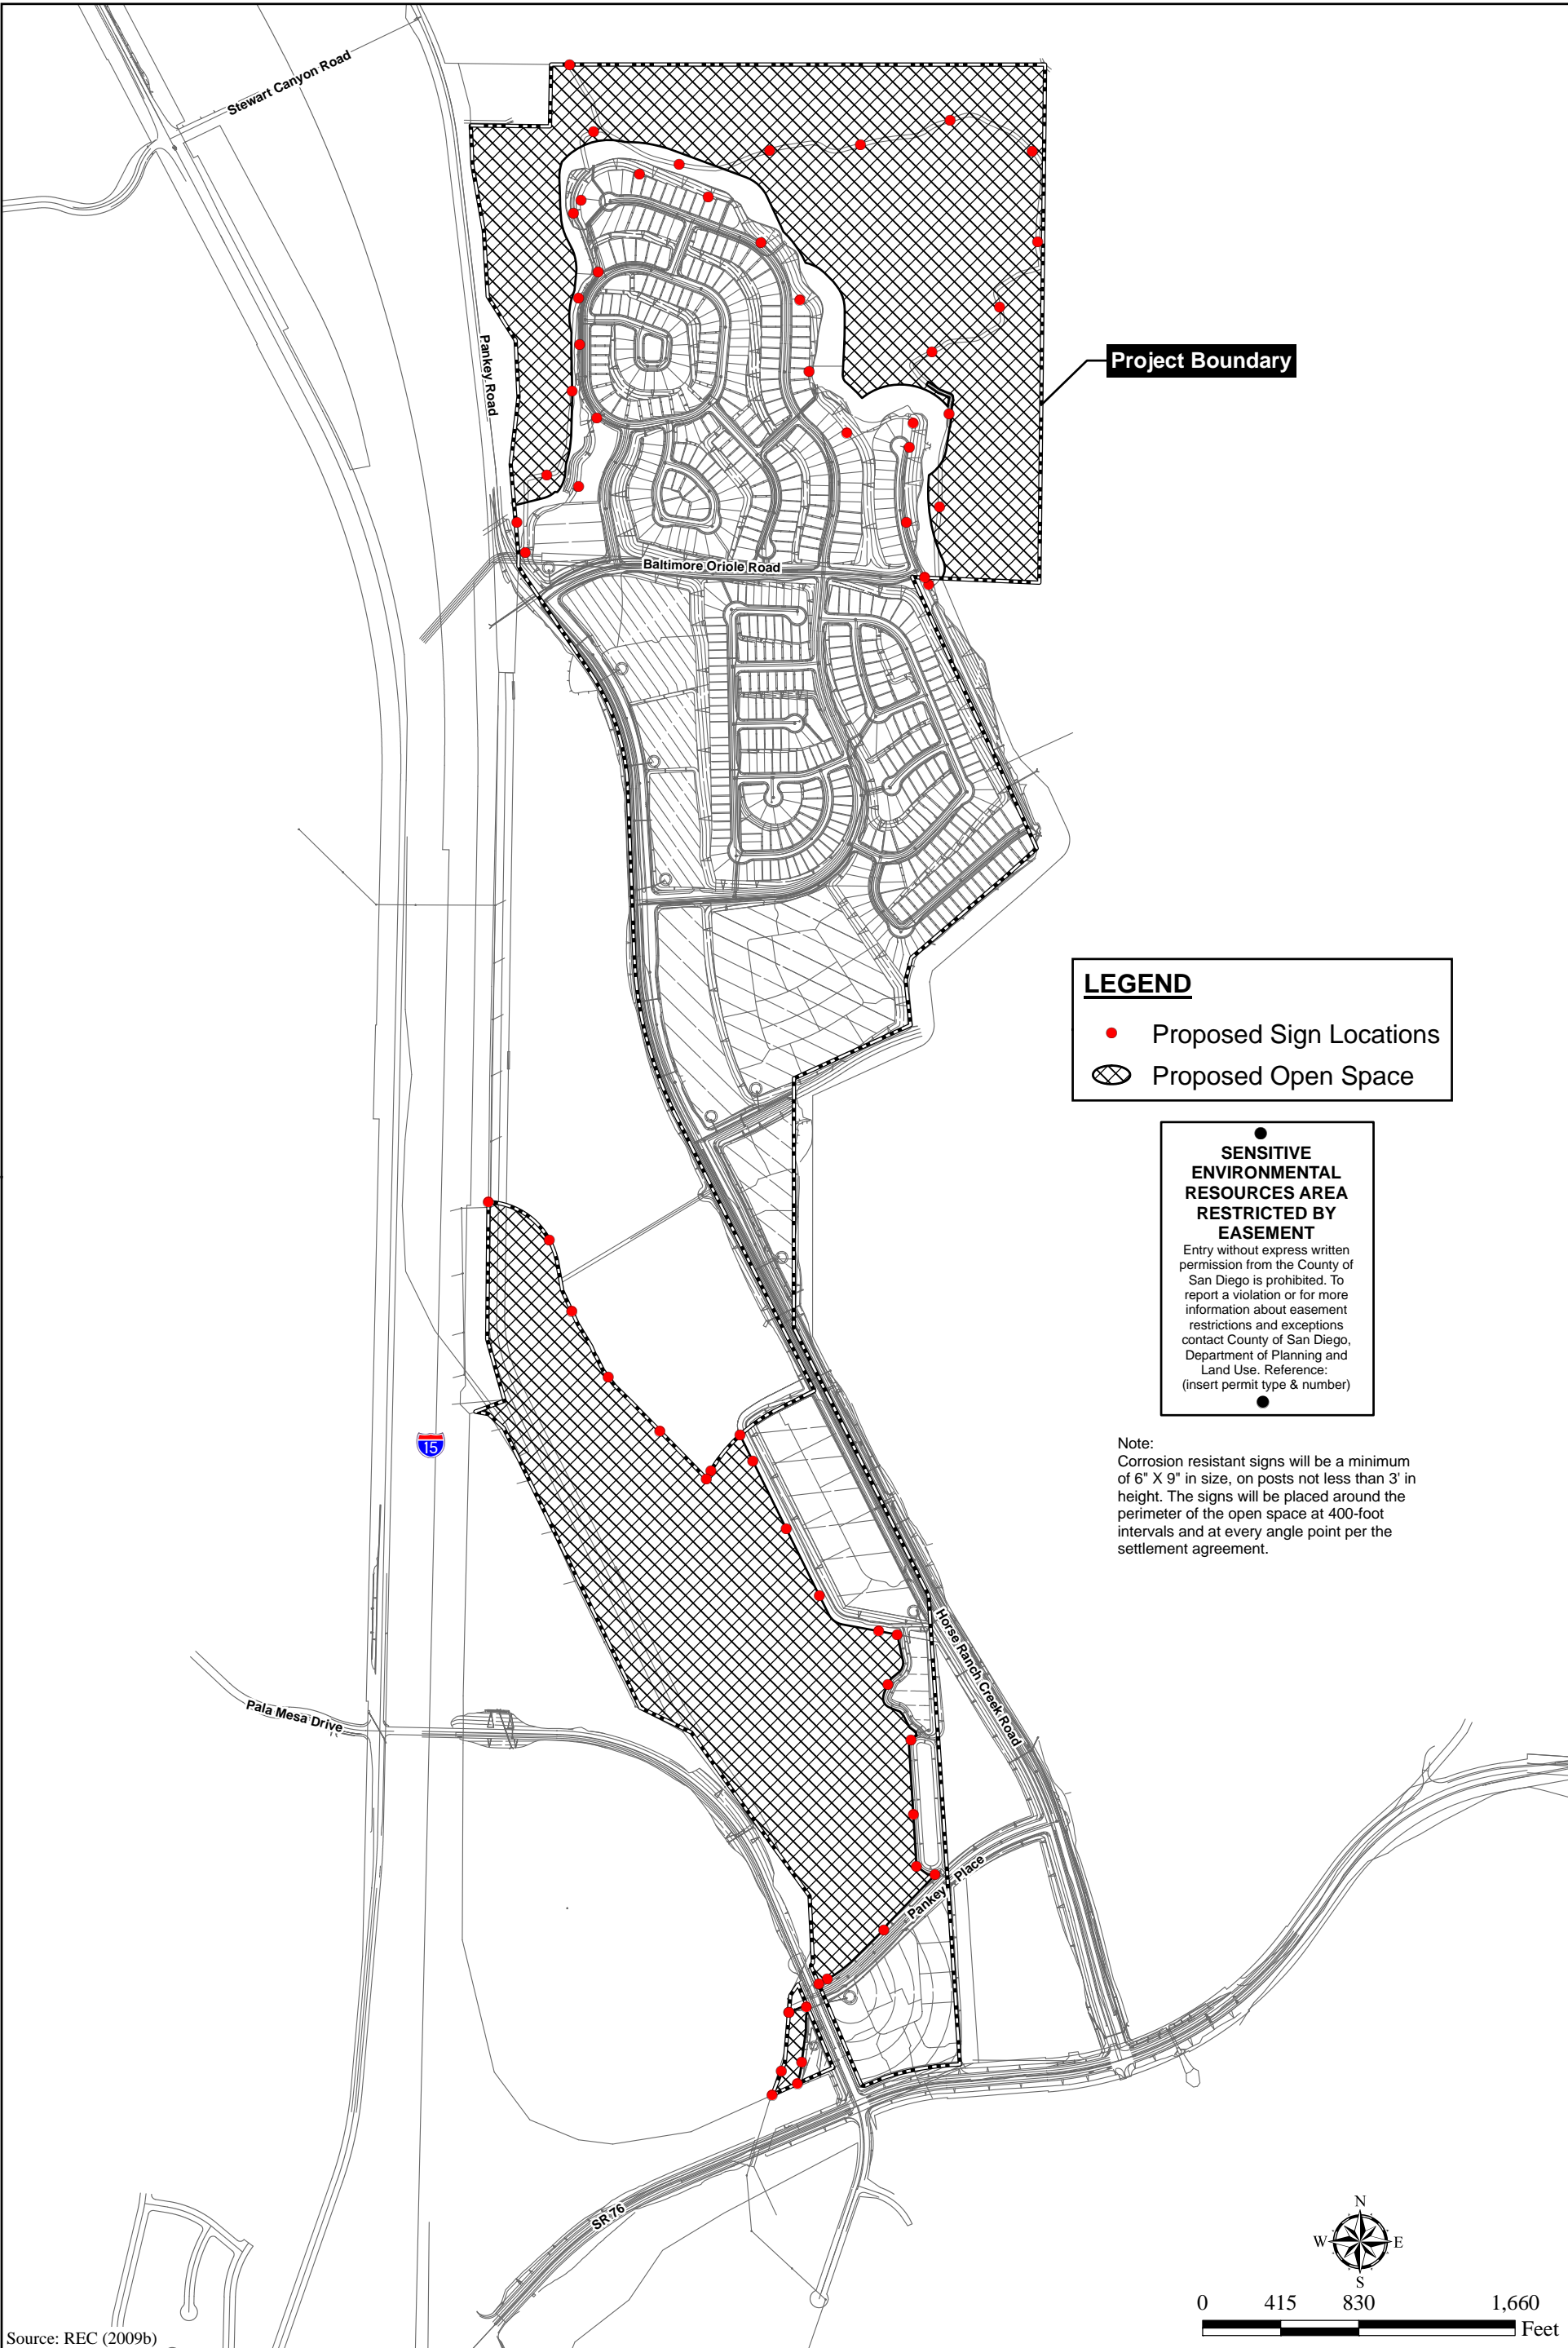 Stewart Canyon Road
Pankey Road
Project Boundary
Baltimore Oriole Road
LEGEND
Proposed Sign Locations
Proposed Open Space
SENSITIVE
ENVIRONMENTAL
RESOURCES AREA
RESTRICTED BY
EASEMENT
Entry without express written
permission from the County of
San Diego is prohibited. To
report a violation or for more
information about easement
restrictions and exceptions
contact County of San Diego,
Department of Planning and
Land Use. Reference:
(insert permit type & number)
15
Note:
Corrosion resistant signs will be a minimum
of 6" X 9" in size, on posts not less than 3' in
height. The signs will be placed around the
perimeter of the open space at 400-foot
intervals and at every angle point per the
settlement agreement.
Horse Ranch Creek Road
Pala Mesa Drive
Pankey Place
SR 76
N
W E
S
0 415 830 1,660
Feet
Source: REC (2009b)